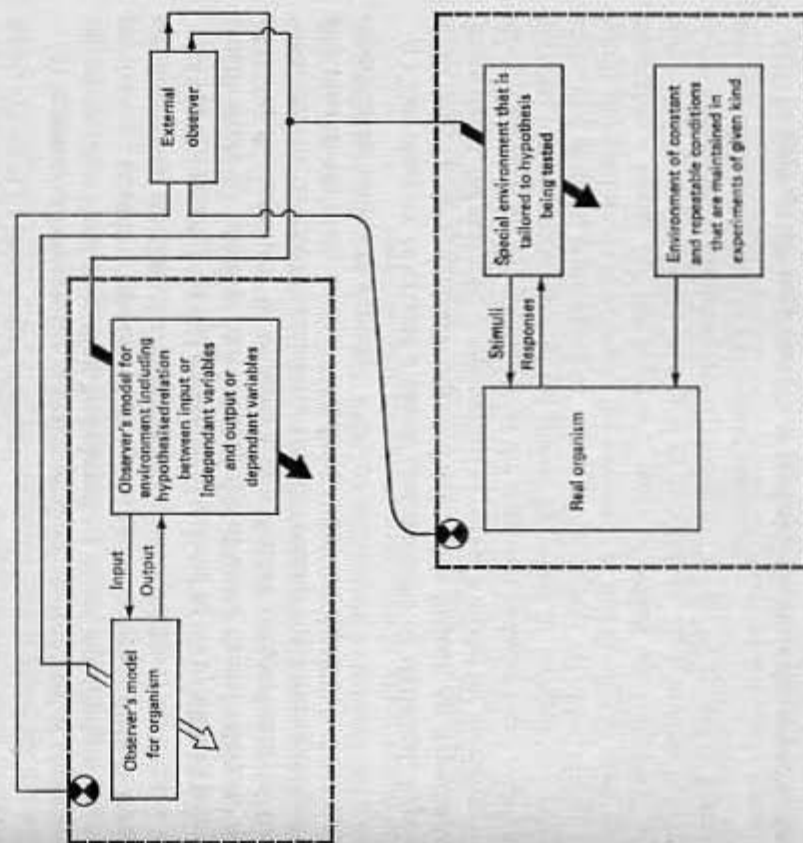 External
observer
Observer's model for
environment including
hypothesisedrelation
between input or
Independant variables
and output or
dependant variables
Input
Output
Observer's model
for organism
Special environment that is
tailored to hypothesis
being tested
Stimuli
Responses
Real organism
Environment of constant
and repeatable conditions
that are maintained in
experiments of given kind